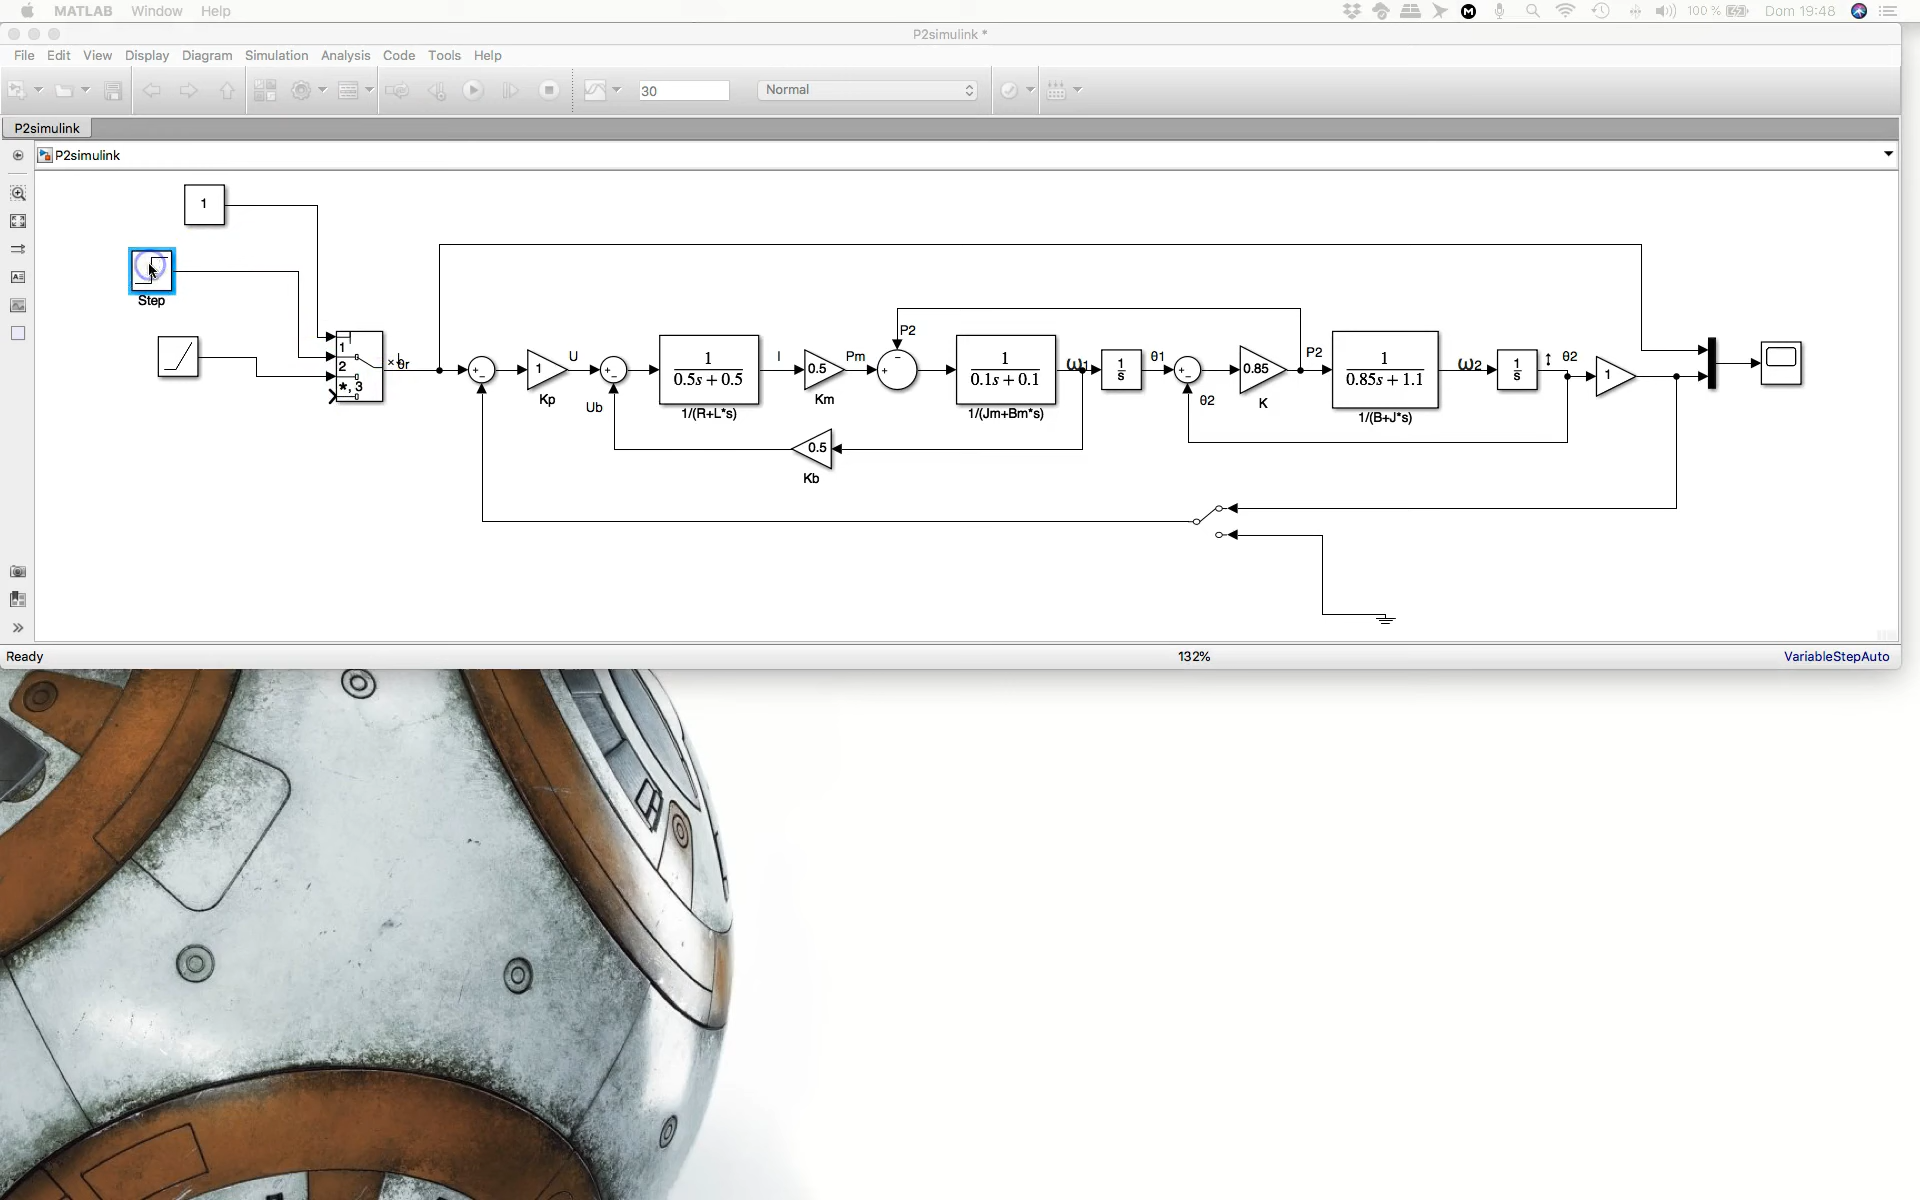 MATLAB Window Help
100 % Dom 19:48
P2simulink *
File Edit View Display Diagram Simulation Analysis Code Tools Help
30 Normal
P2simulink
P2simulink
1
Step
1
2
*, 3
θr
1
Kp
U
Ub
1
0.5s + 0.5
1/(R+L*s)
I
0.5
Km
Pm
P2
1
0.1s + 0.1
1/(Jm+Bm*s)
ω1
1
s
θ1
θ2
0.85
K
P2
1
0.85s + 1.1
1/(B+J*s)
ω2
1
s
θ2
1
0.5
Kb
Ready 132% VariableStepAuto